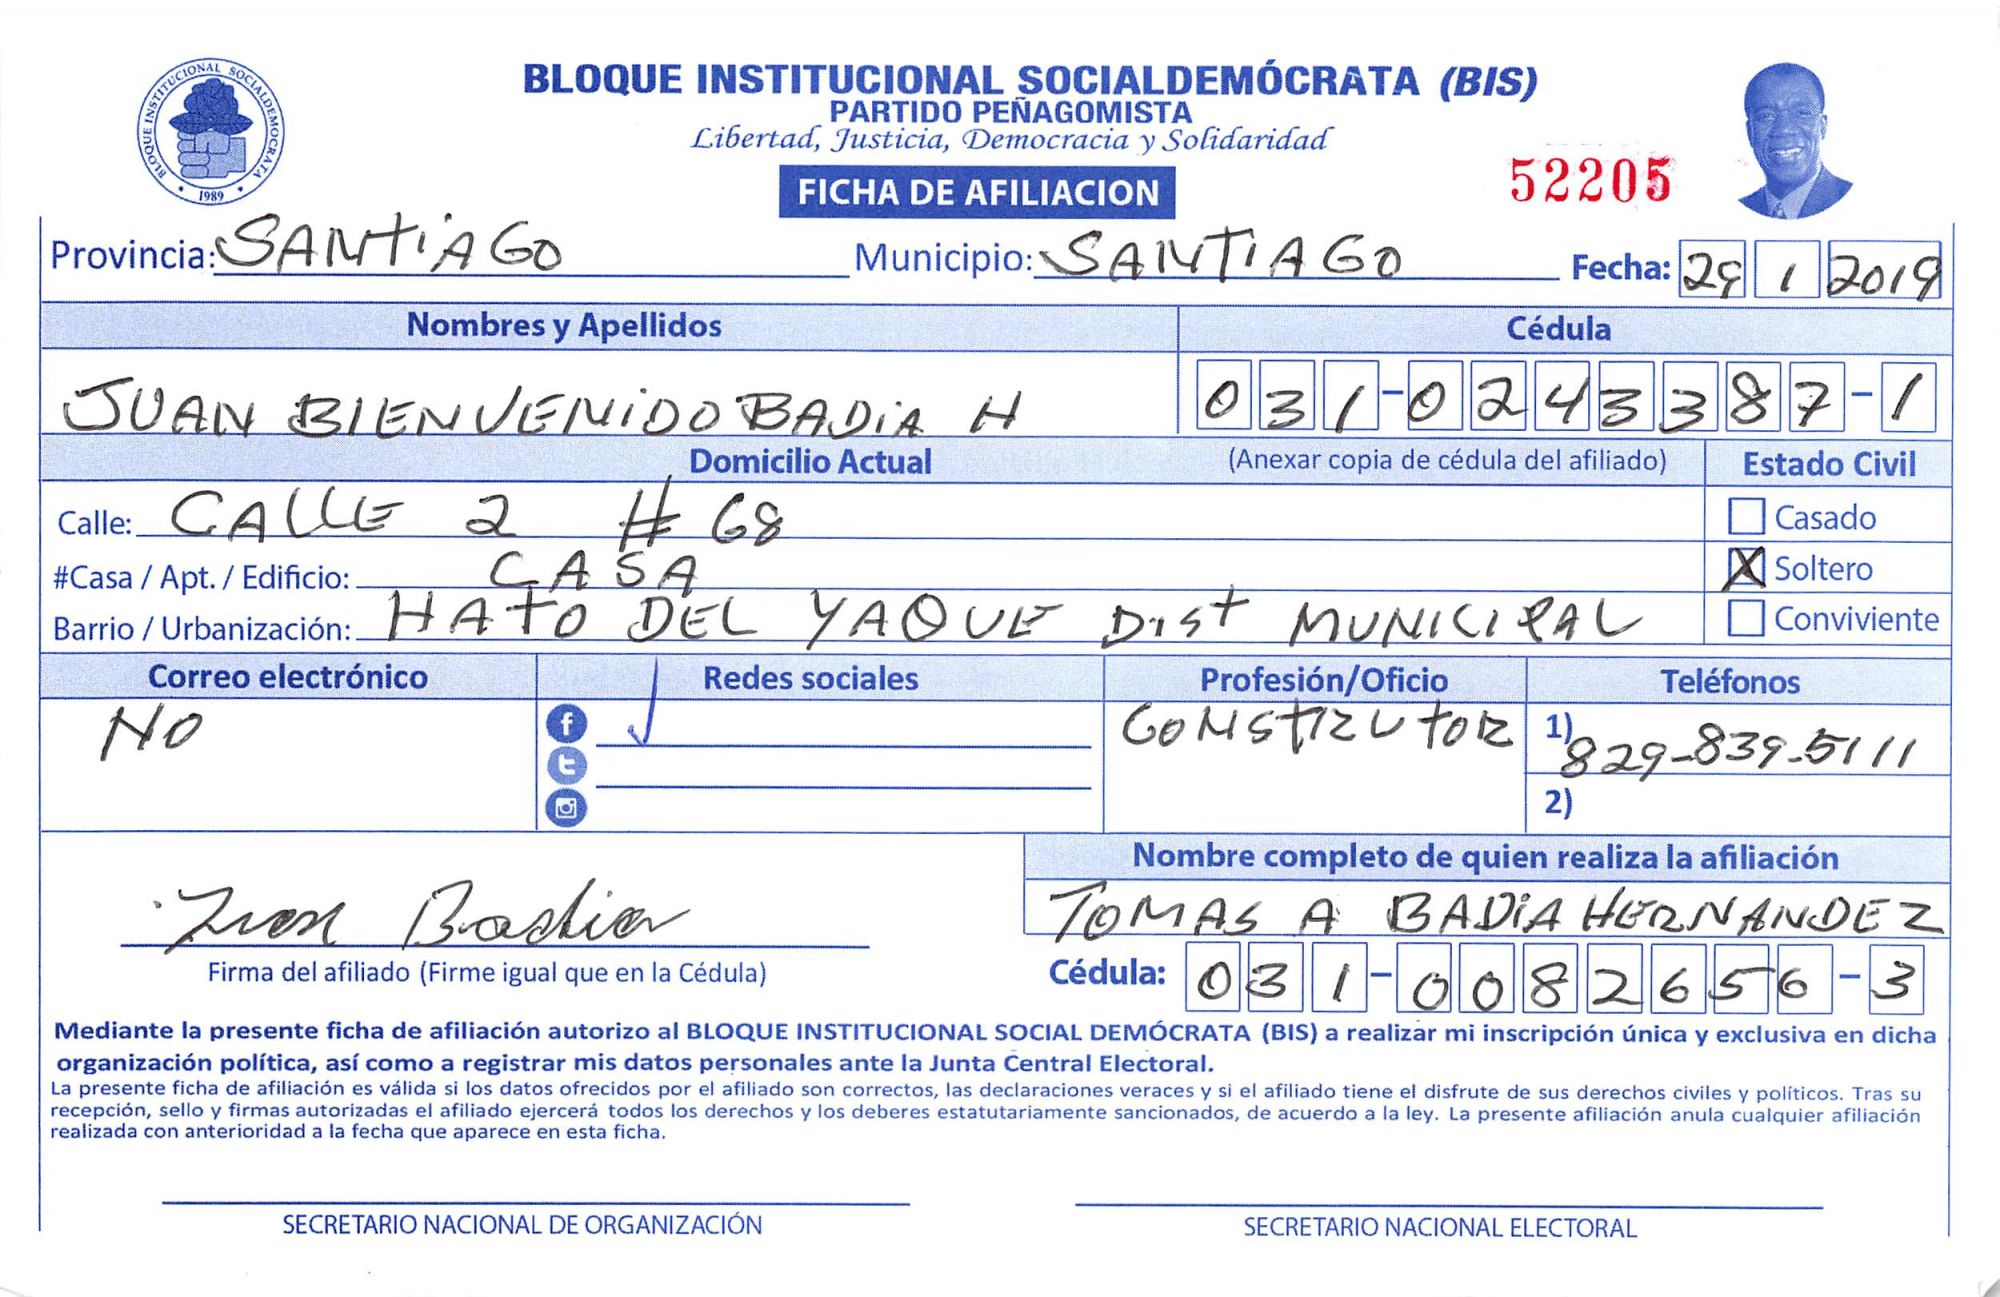 BLOQUE INSTITUCIONAL SOCIALDEMÓCRATA
1989
BLOQUE INSTITUCIONAL SOCIALDEMÓCRATA (BIS)
PARTIDO PEÑAGOMISTA
Libertad, Justicia, Democracia y Solidaridad
FICHA DE AFILIACION
52205
Provincia: SANTIAGO Municipio: SANTIAGO Fecha: 29 1 2019
Nombres y Apellidos Cédula
JUAN BIENVENIDO BADIA H 031-0243387-1
Domicilio Actual (Anexar copia de cédula del afiliado) Estado Civil
Calle: CALLE 2 # 68 Casado
#Casa / Apt. / Edificio: CASA X Soltero
Barrio / Urbanización: HATO DEL YAQUE Dist MUNICIPAL Conviviente
Correo electrónico Redes sociales Profesión/Oficio Teléfonos
NO CONSTRUTOR 1) 829-839-5111
2)
Nombre completo de quien realiza la afiliación
Juan Badia TOMAS A BADIA HERNANDEZ
Firma del afiliado (Firme igual que en la Cédula) Cédula: 031-0082656-3
Mediante la presente ficha de afiliación autorizo al BLOQUE INSTITUCIONAL SOCIAL DEMÓCRATA (BIS) a realizar mi inscripción única y exclusiva en dicha
organización política, así como a registrar mis datos personales ante la Junta Central Electoral.
La presente ficha de afiliación es válida si los datos ofrecidos por el afiliado son correctos, las declaraciones veraces y si el afiliado tiene el disfrute de sus derechos civiles y políticos. Tras su
recepción, sello y firmas autorizadas el afiliado ejercerá todos los derechos y los deberes estatutariamente sancionados, de acuerdo a la ley. La presente afiliación anula cualquier afiliación
realizada con anterioridad a la fecha que aparece en esta ficha.
SECRETARIO NACIONAL DE ORGANIZACIÓN SECRETARIO NACIONAL ELECTORAL